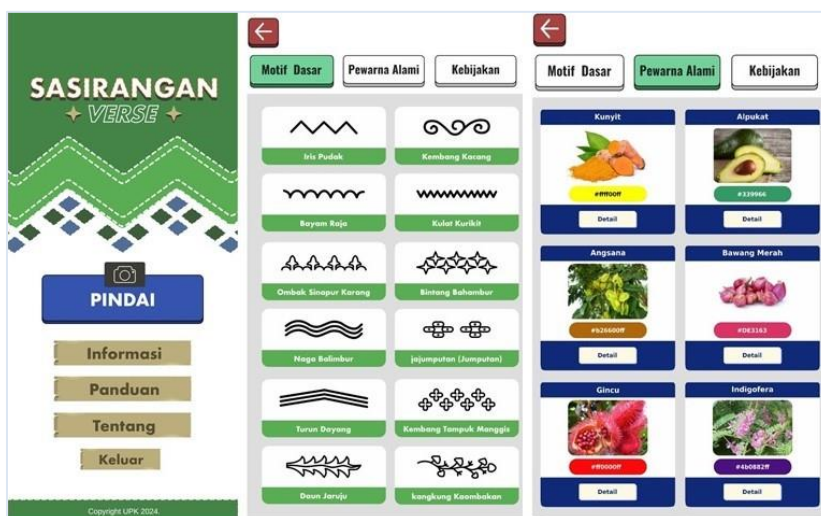 SASIRANGAN
VERSE
PINDAI
Informasi
Panduan
Tentang
Keluar
Copyright UPK 2024.
Motif Dasar
Pewarna Alami
Kebijakan
Iris Pudak
Kembang Kacang
Bayam Raja
Kulat Kurikit
Ombak Sinapur Karang
Bintang Bahambur
Naga Balimbur
jajumputan (Jumputan)
Turun Dayang
Kembang Tampuk Manggis
Daun Jaruju
kangkung Kaombakan
Motif Dasar
Pewarna Alami
Kebijakan
Kunyit
Alpukat
#ffff00ff
#339966
Detail
Detail
Angsana
Bawang Merah
#b26600ff
#DE3163
Detail
Detail
Gincu
Indigofera
#ff0000ff
#4b0882ff
Detail
Detail